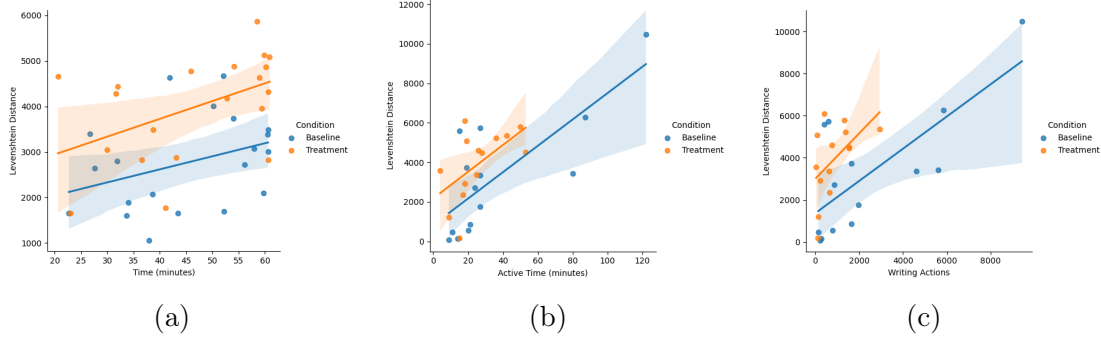 6000
5000
4000
3000
2000
1000
20 25 30 35 40 45 50 55 60
Levenshtein Distance
Time (minutes)
Condition
Baseline
Treatment
(a)
12000
10000
8000
6000
4000
2000
0
0 20 40 60 80 100 120
Levenshtein Distance
Active Time (minutes)
Condition
Baseline
Treatment
(b)
10000
8000
6000
4000
2000
0
0 2000 4000 6000 8000
Levenshtein Distance
Writing Actions
Condition
Baseline
Treatment
(c)